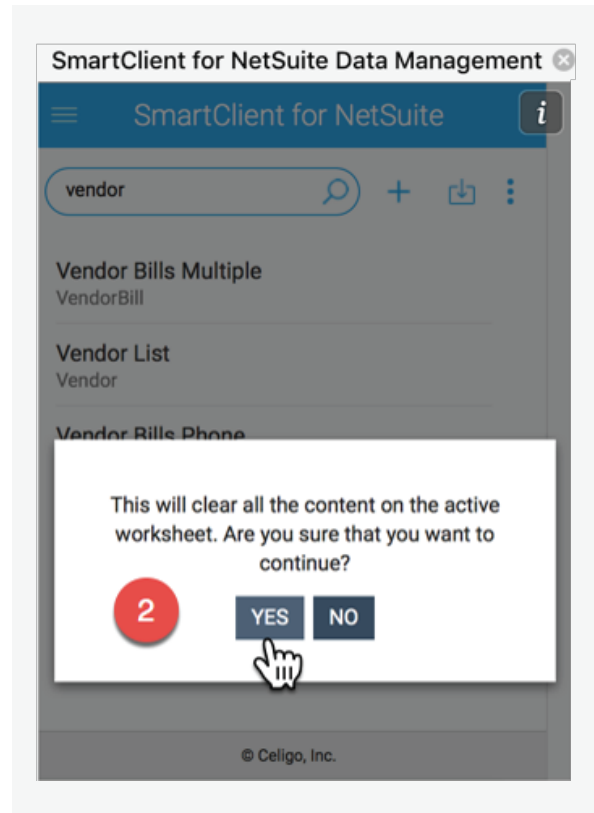 SmartClient for NetSuite Data Management
SmartClient for NetSuite
i
vendor
Vendor Bills Multiple
VendorBill
Vendor List
Vendor
Vendor Bills Phone
This will clear all the content on the active
worksheet. Are you sure that you want to
continue?
2
YES NO
© Celigo, Inc.